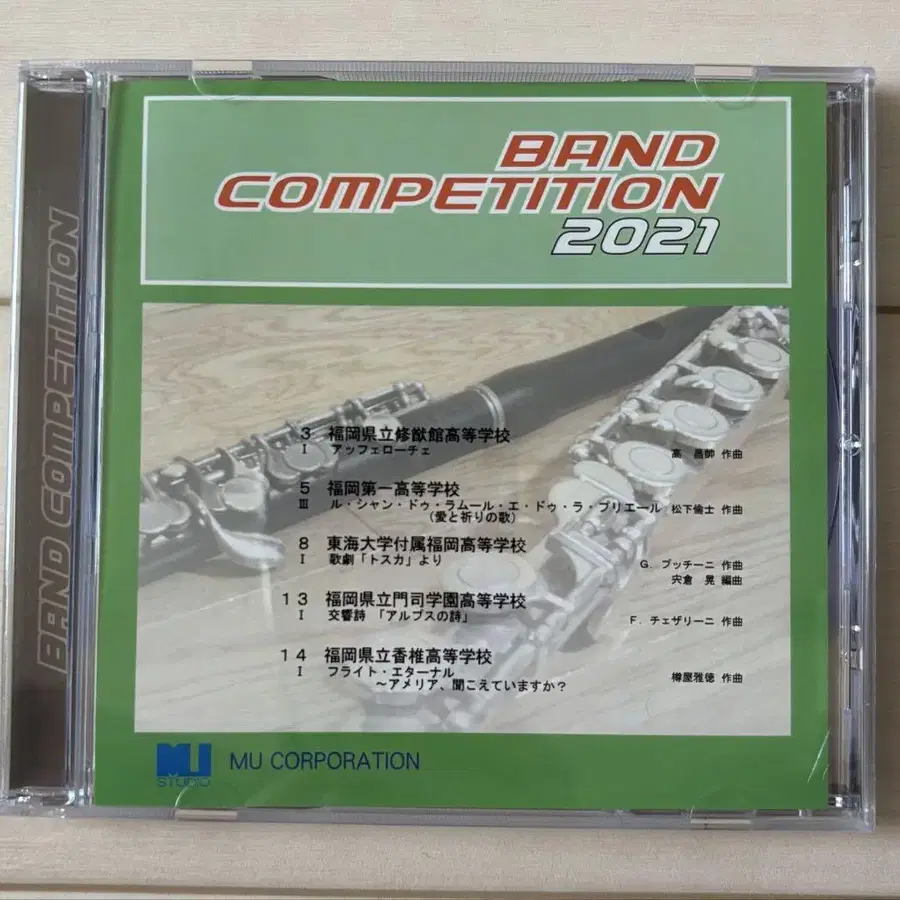 BAND COMPETITION
BAND
COMPETITION
2021
3 福岡県立修猷館高等学校
I アッフェローチェ 高 昌帥 作曲
5 福岡第一高等学校
Ⅲ ル・シャン・ドゥ・ラムール・エ・ドゥ・ラ・プリエール 松下倫士 作曲
(愛と祈りの歌)
8 東海大学付属福岡高等学校
I 歌劇「トスカ」より G. プッチーニ 作曲
宍倉 晃 編曲
13 福岡県立門司学園高等学校
I 交響詩 「アルプスの詩」 F. チェザリーニ 作曲
14 福岡県立香椎高等学校
I フライト・エターナル
～アメリア、聞こえていますか? 樽屋雅徳 作曲
MU
STUDIO
MU CORPORATION